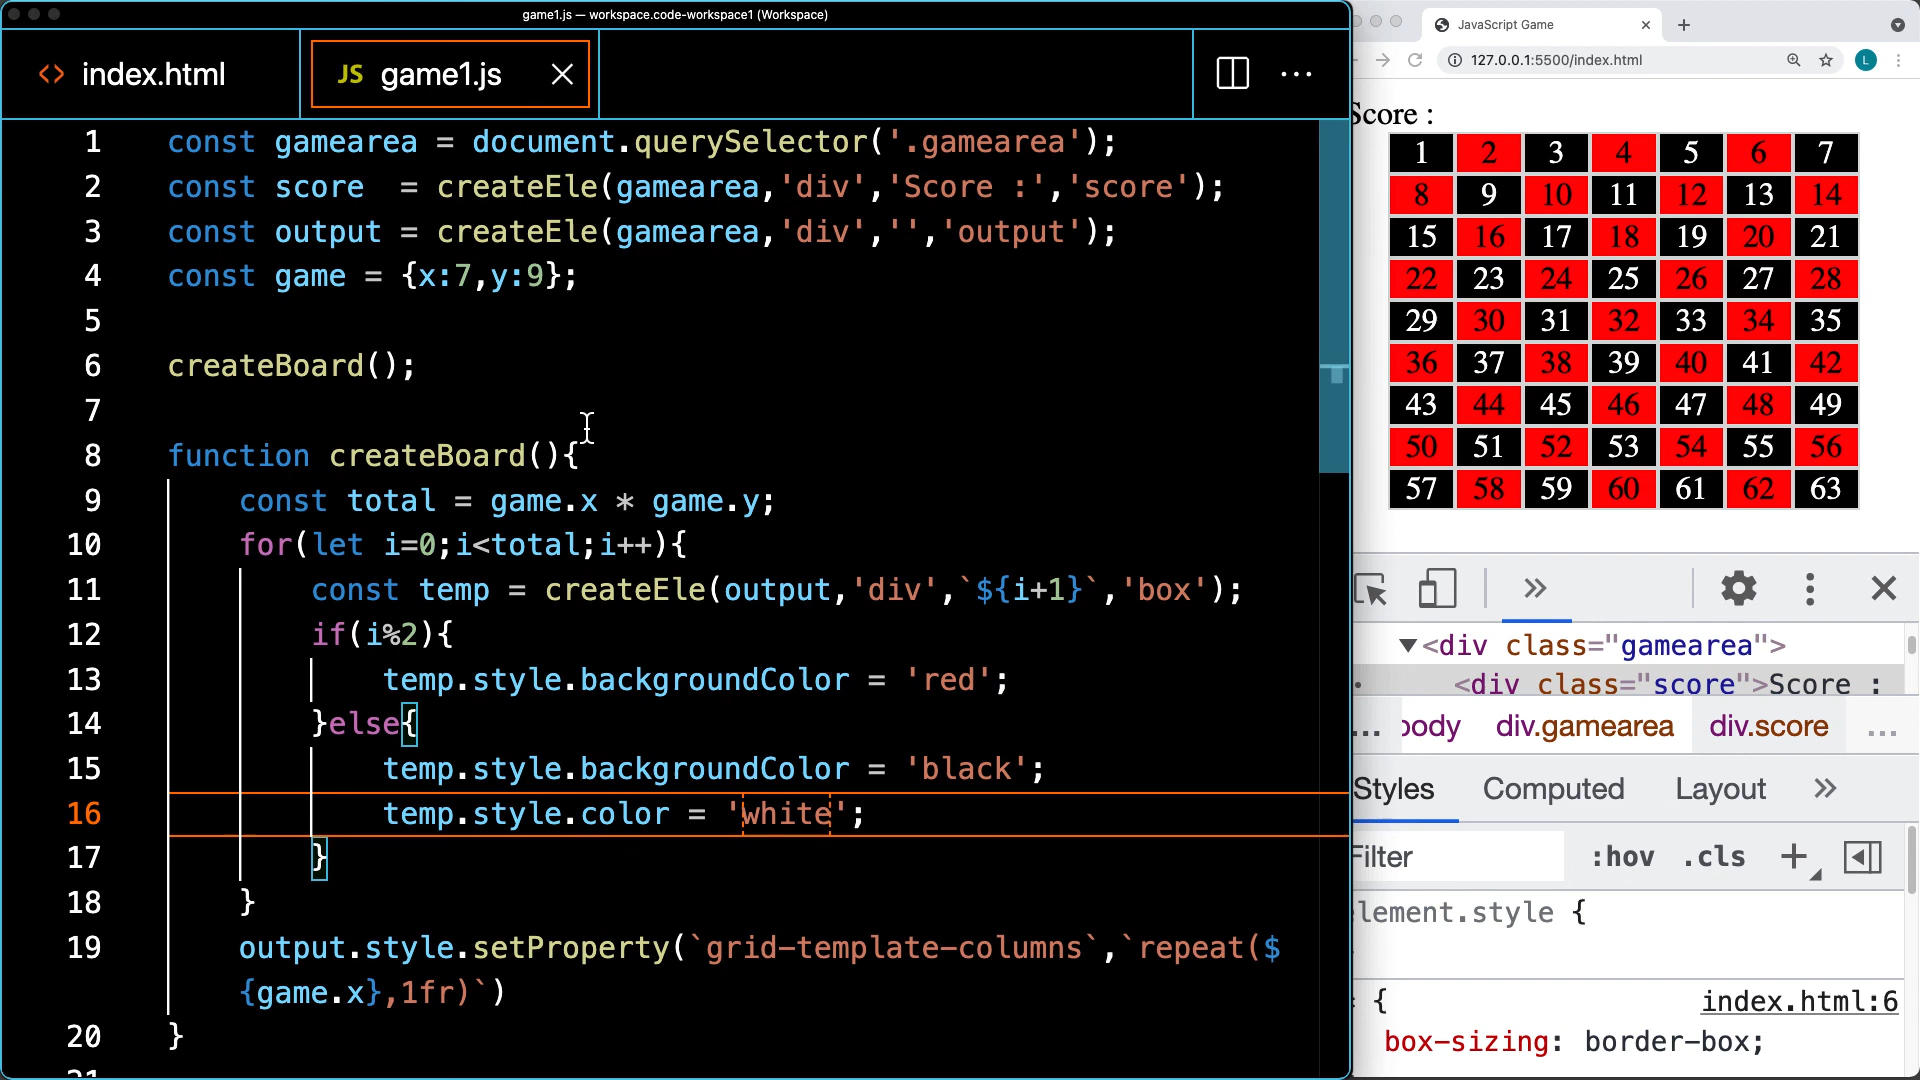 game1.js — workspace.code-workspace1 (Workspace)
<> index.html
JS game1.js
1 const gamearea = document.querySelector('.gamearea');
2 const score  = createEle(gamearea,'div','Score :','score');
3 const output = createEle(gamearea,'div','','output');
4 const game = {x:7,y:9};
5
6 createBoard();
7
8 function createBoard(){
9 const total = game.x * game.y;
10 for(let i=0;i<total;i++){
11 const temp = createEle(output,'div',`${i+1}`,'box');
12 if(i%2){
13 temp.style.backgroundColor = 'red';
14 }else{
15 temp.style.backgroundColor = 'black';
16 temp.style.color = 'white';
17 }
18 }
19 output.style.setProperty(`grid-template-columns`,`repeat($
{game.x},1fr)`)
20 }
JavaScript Game
127.0.0.1:5500/index.html
L
Score :
1 2 3 4 5 6 7
8 9 10 11 12 13 14
15 16 17 18 19 20 21
22 23 24 25 26 27 28
29 30 31 32 33 34 35
36 37 38 39 40 41 42
43 44 45 46 47 48 49
50 51 52 53 54 55 56
57 58 59 60 61 62 63
<div class="gamearea">
<div class="score">Score :
... body div.gamearea div.score ...
Styles Computed Layout
Filter :hov .cls
element.style {
{ index.html:6
box-sizing: border-box;